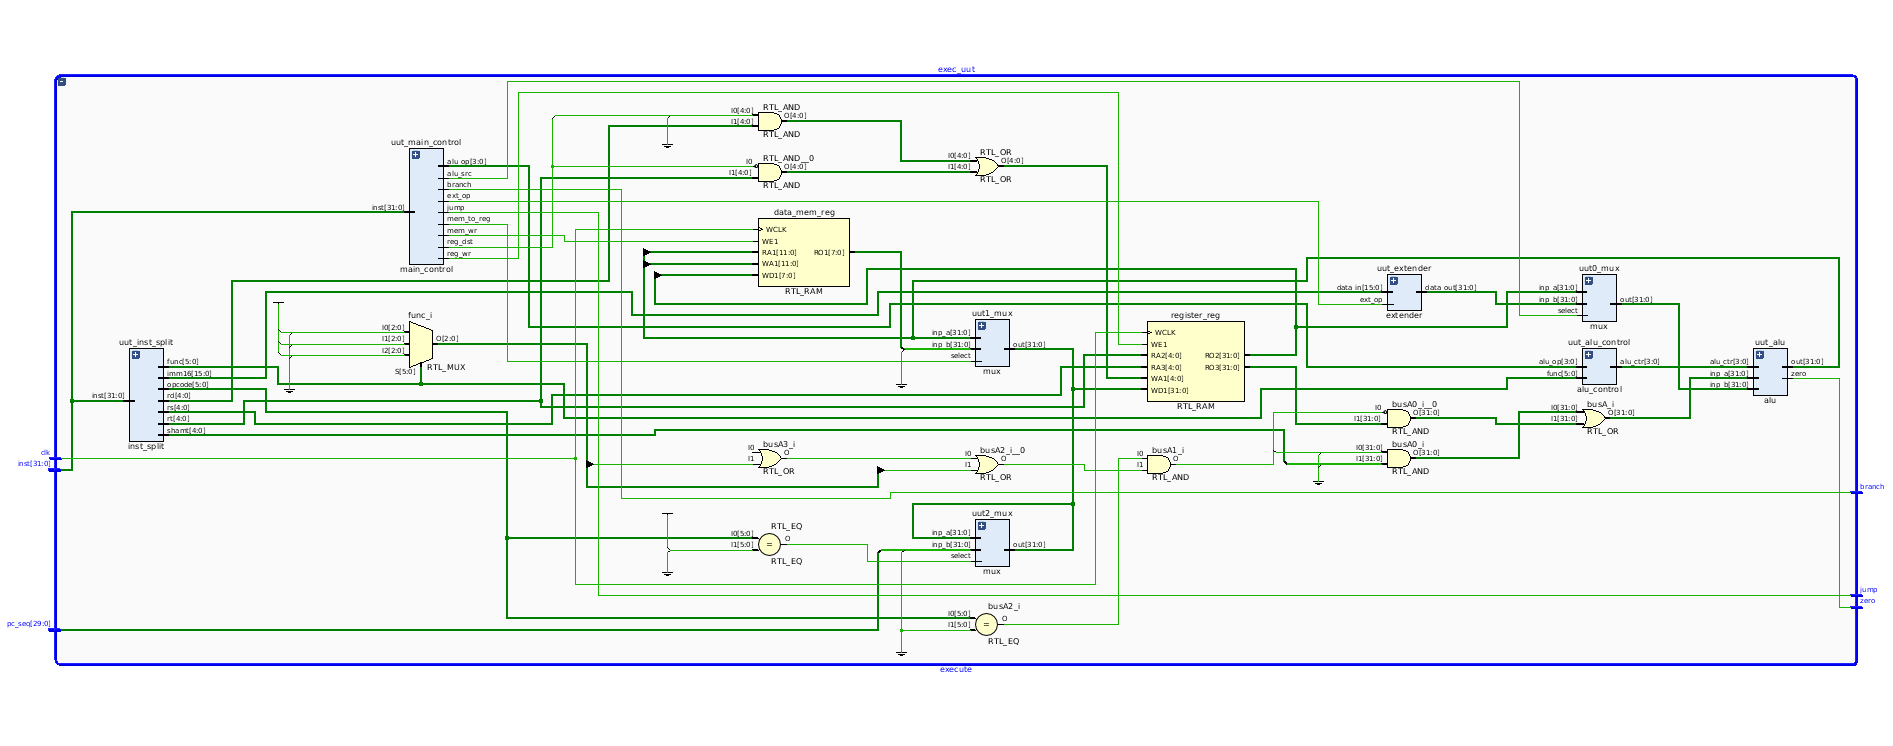 exec_uut
uut_main_control
inst[31:0]
alu_op[3:0]
alu_src
branch
ext_op
jump
mem_to_reg
mem_wr
reg_dst
reg_wr
main_control
RTL_AND
I0[4:0]
I1[4:0]
O[4:0]
RTL_AND
RTL_AND__0
I0
I1[4:0]
O[4:0]
RTL_AND
RTL_OR
I0[4:0]
I1[4:0]
O[4:0]
RTL_OR
data_mem_reg
WCLK
WE1
RA1[11:0]
WA1[11:0]
WD1[7:0]
RO1[7:0]
RTL_RAM
uut_extender
data_in[15:0]
ext_op
data_out[31:0]
extender
uut0_mux
inp_a[31:0]
inp_b[31:0]
select
out[31:0]
mux
func_i
I0[2:0]
I1[2:0]
I2[2:0]
S[5:0]
O[2:0]
RTL_MUX
uut1_mux
inp_a[31:0]
inp_b[31:0]
select
out[31:0]
mux
register_reg
WCLK
WE1
RA2[4:0]
RA3[4:0]
WA1[4:0]
WD1[31:0]
RO2[31:0]
RO3[31:0]
RTL_RAM
uut_alu_control
alu_op[3:0]
func[5:0]
alu_ctr[3:0]
alu_control
uut_alu
alu_ctr[3:0]
inp_a[31:0]
inp_b[31:0]
out[31:0]
zero
alu
uut_inst_split
inst[31:0]
func[5:0]
imm16[15:0]
opcode[5:0]
rd[4:0]
rs[4:0]
rt[4:0]
shamt[4:0]
inst_split
busA0_i__0
I0
I1[31:0]
O[31:0]
RTL_AND
busA_i
I0[31:0]
I1[31:0]
O[31:0]
RTL_OR
busA0_i
I0[31:0]
I1[31:0]
O[31:0]
RTL_AND
clk
inst[31:0]
busA3_i
I0
I1
O
RTL_OR
busA2_i__0
I0
I1
O
RTL_OR
busA1_i
I0
I1
O
RTL_AND
branch
RTL_EQ
I0[5:0]
I1[5:0]
=
O
RTL_EQ
uut2_mux
inp_a[31:0]
inp_b[31:0]
select
out[31:0]
mux
jump
zero
busA2_i
I0[5:0]
I1[5:0]
=
O
RTL_EQ
pc_seq[29:0]
execute